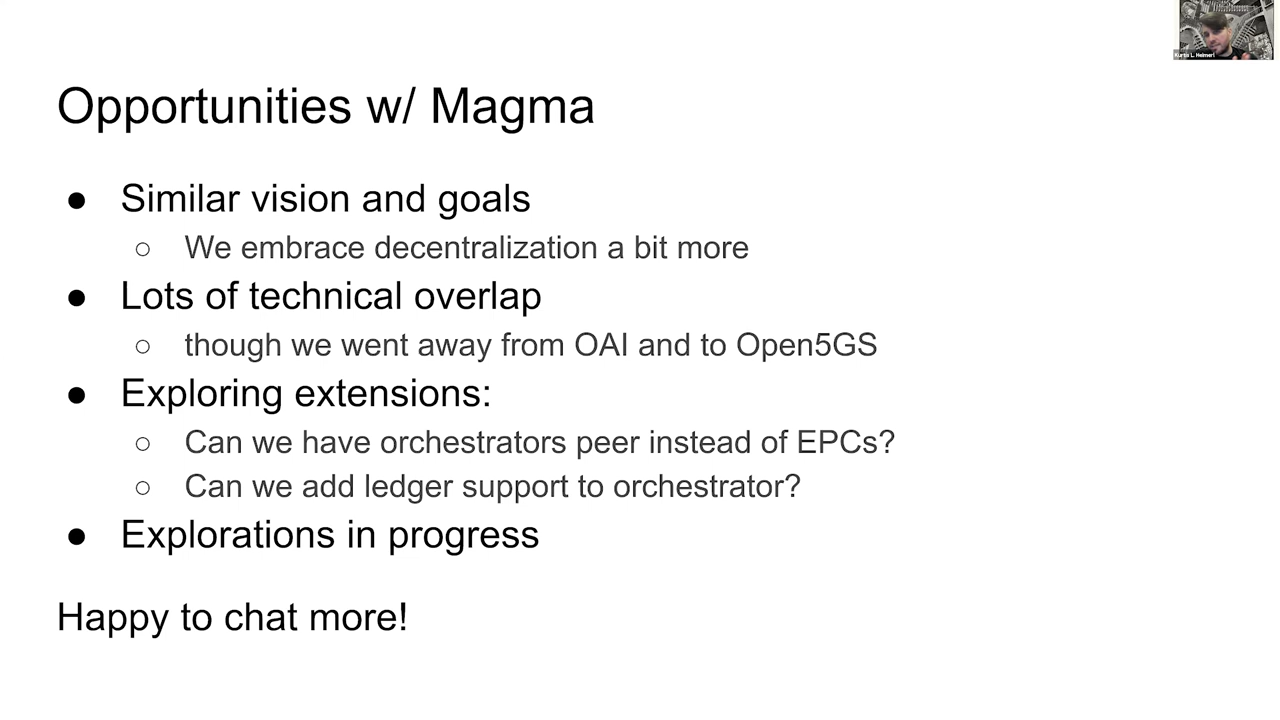 Kurtis L. Heimerl
Opportunities w/ Magma
● Similar vision and goals
○ We embrace decentralization a bit more
● Lots of technical overlap
○ though we went away from OAI and to Open5GS
● Exploring extensions:
○ Can we have orchestrators peer instead of EPCs?
○ Can we add ledger support to orchestrator?
● Explorations in progress
Happy to chat more!